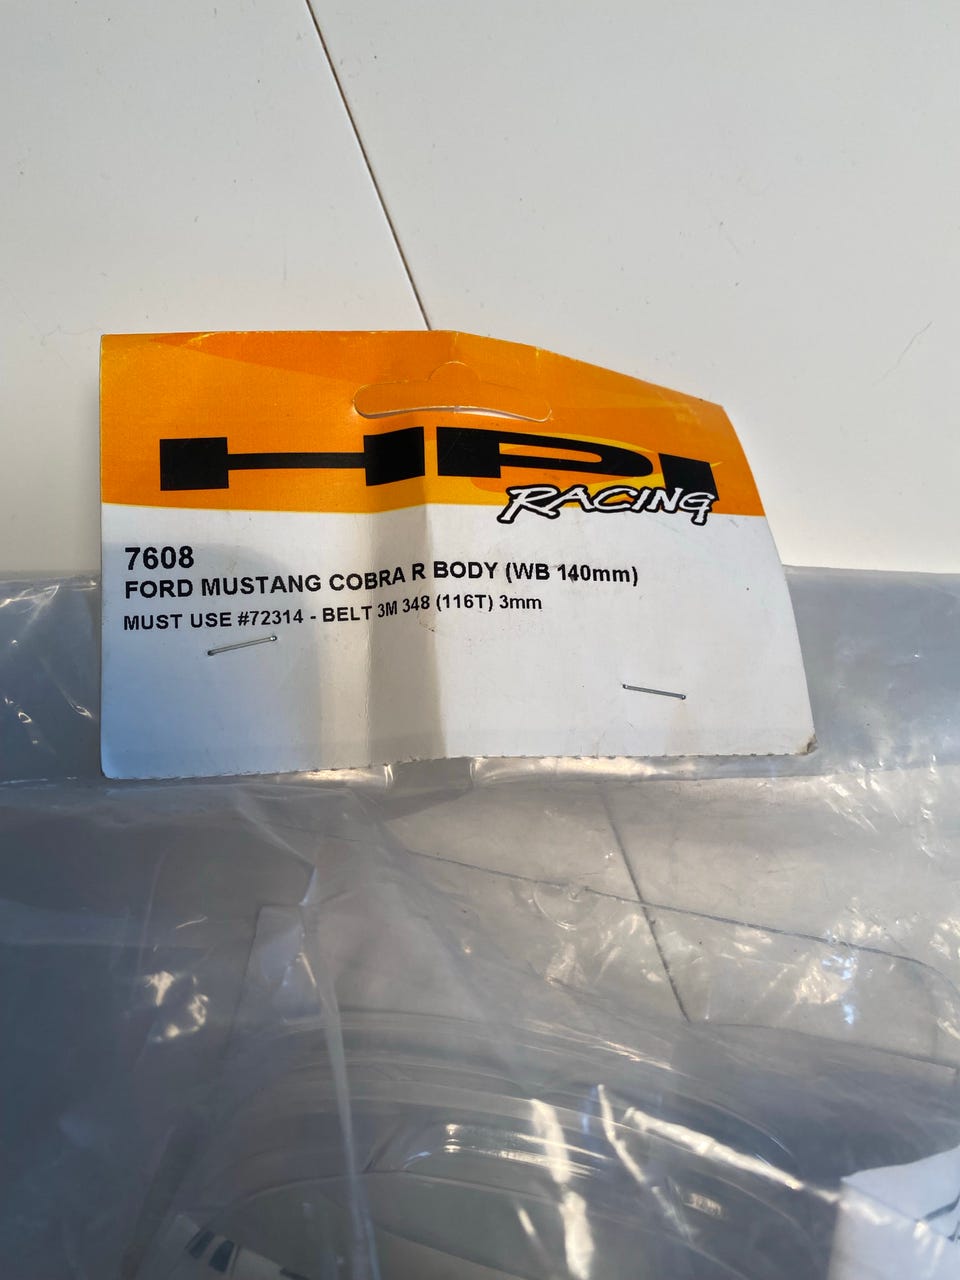 HPI
RACING
7608
FORD MUSTANG COBRA R BODY (WB 140mm)
MUST USE #72314 - BELT 3M 348 (116T) 3mm